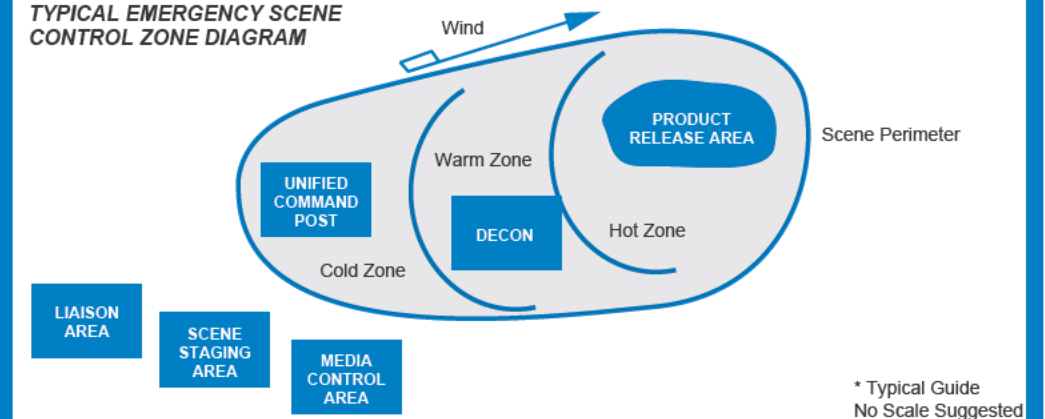 TYPICAL EMERGENCY SCENE
CONTROL ZONE DIAGRAM
Wind
PRODUCT
RELEASE AREA
Scene Perimeter
Warm Zone
UNIFIED
COMMAND
POST
DECON
Hot Zone
Cold Zone
LIAISON
AREA
SCENE
STAGING
AREA
MEDIA
CONTROL
AREA
* Typical Guide
No Scale Suggested